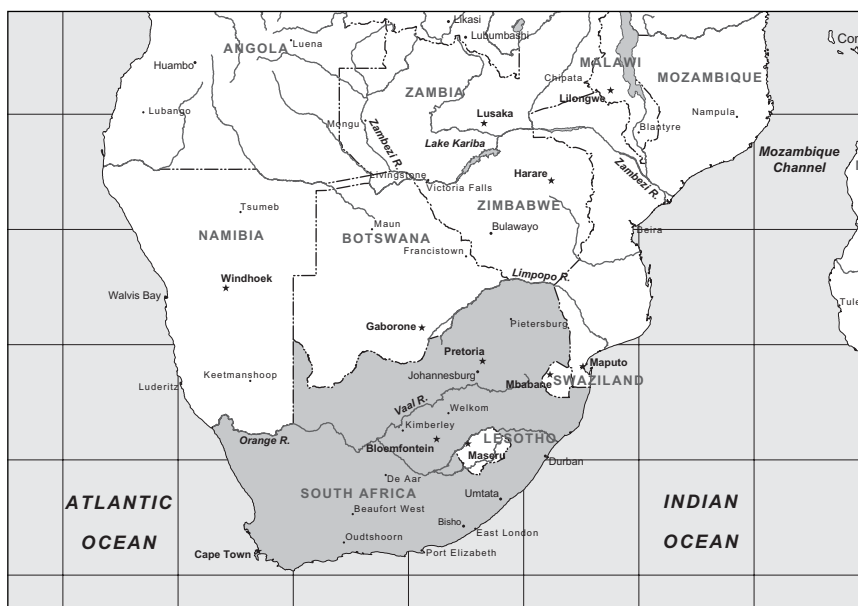 Likasi
Lubumbashi
Luena
ANGOLA
Huambo
MALAWI
Chipata
MOZAMBIQUE
ZAMBIA
Lilongwe
Lubango
Lusaka
Nampula
Mongu
Blantyre
Zambezi R.
Lake Kariba
Mozambique
Channel
Zambezi R.
Livingstone
Victoria Falls
Harare
Tsumeb
ZIMBABWE
Maun
NAMIBIA
BOTSWANA
Bulawayo
Beira
Francistown
Windhoek
Limpopo R.
Walvis Bay
Gaborone
Pietersburg
Pretoria
Maputo
Keetmanshoop
Johannesburg
Mbabane
SWAZILAND
Luderitz
Vaal R.
Welkom
Kimberley
Orange R.
LESOTHO
Bloemfontein
Maseru
Durban
De Aar
SOUTH AFRICA
Umtata
ATLANTIC
OCEAN
INDIAN
OCEAN
Beaufort West
Bisho
East London
Oudtshoorn
Cape Town
Port Elizabeth